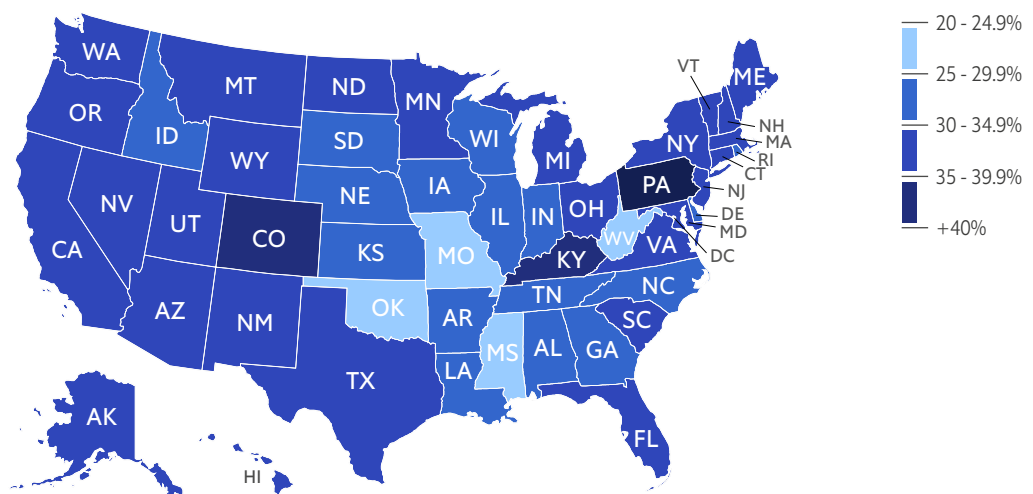 20 - 24.9%
25 - 29.9%
30 - 34.9%
35 - 39.9%
+40%
WA
OR
ID
MT
ND
MN
SD
WI
WY
NE
IA
MI
NV
UT
CO
KS
IL
IN
OH
CA
AZ
NM
OK
MO
KY
WV
VA
PA
NY
VT
ME
NH
MA
RI
CT
NJ
DE
MD
DC
TN
NC
SC
AR
MS
AL
GA
LA
TX
FL
AK
HI